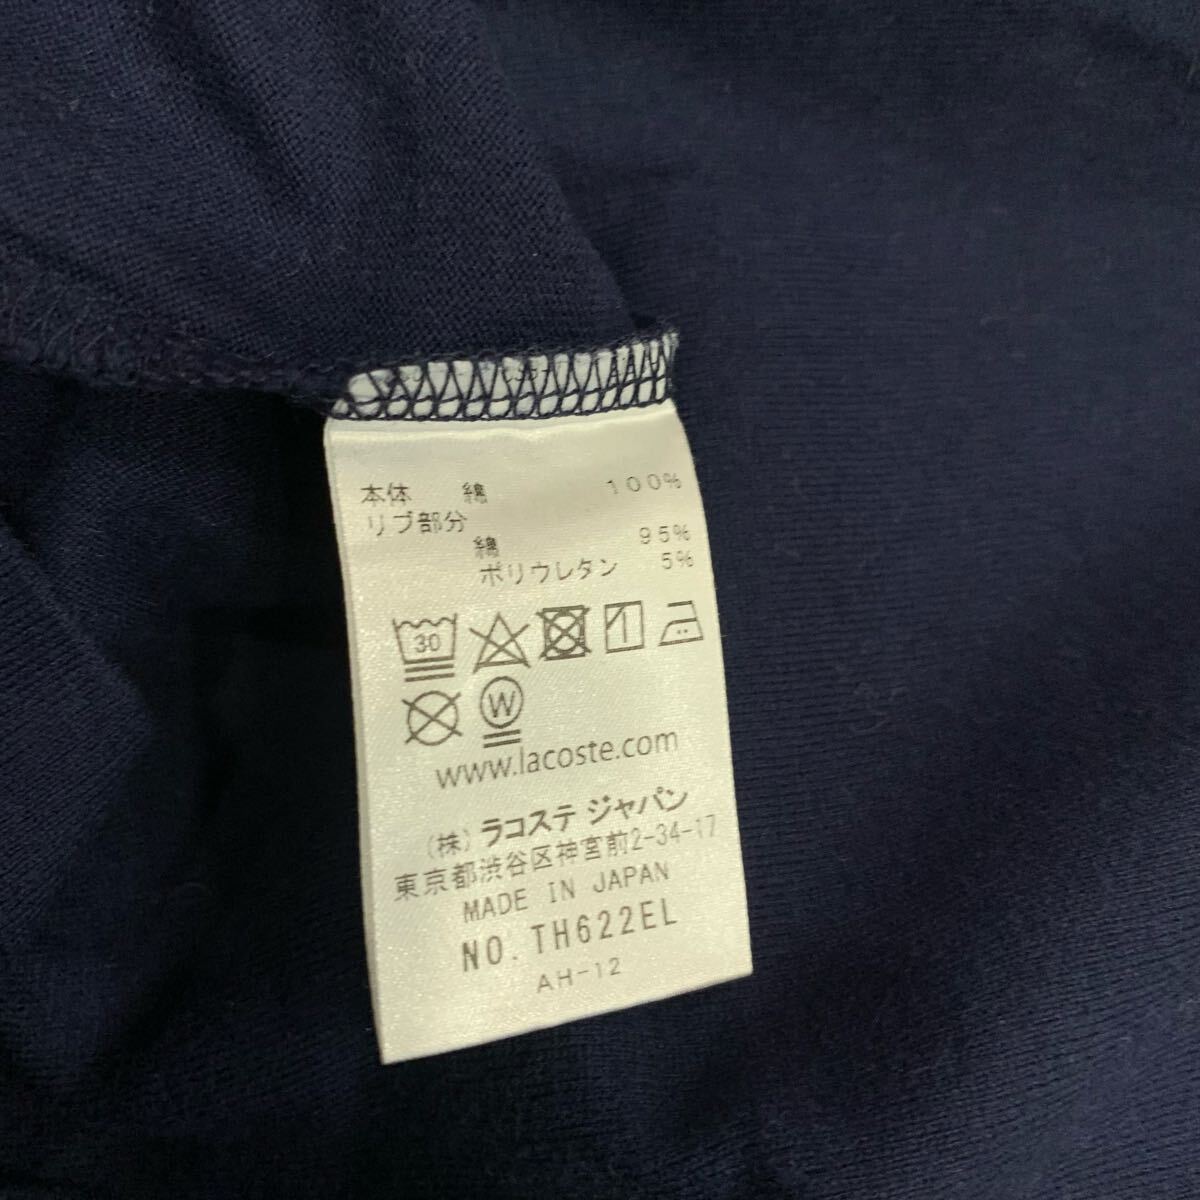 本体 綿 100%
リブ部分
綿 95%
ポリウレタン 5%
30
W
www.lacoste.com
(株) ラコステ ジャパン
東京都渋谷区神宮前2-34-17
MADE IN JAPAN
NO. TH622EL
AH-12